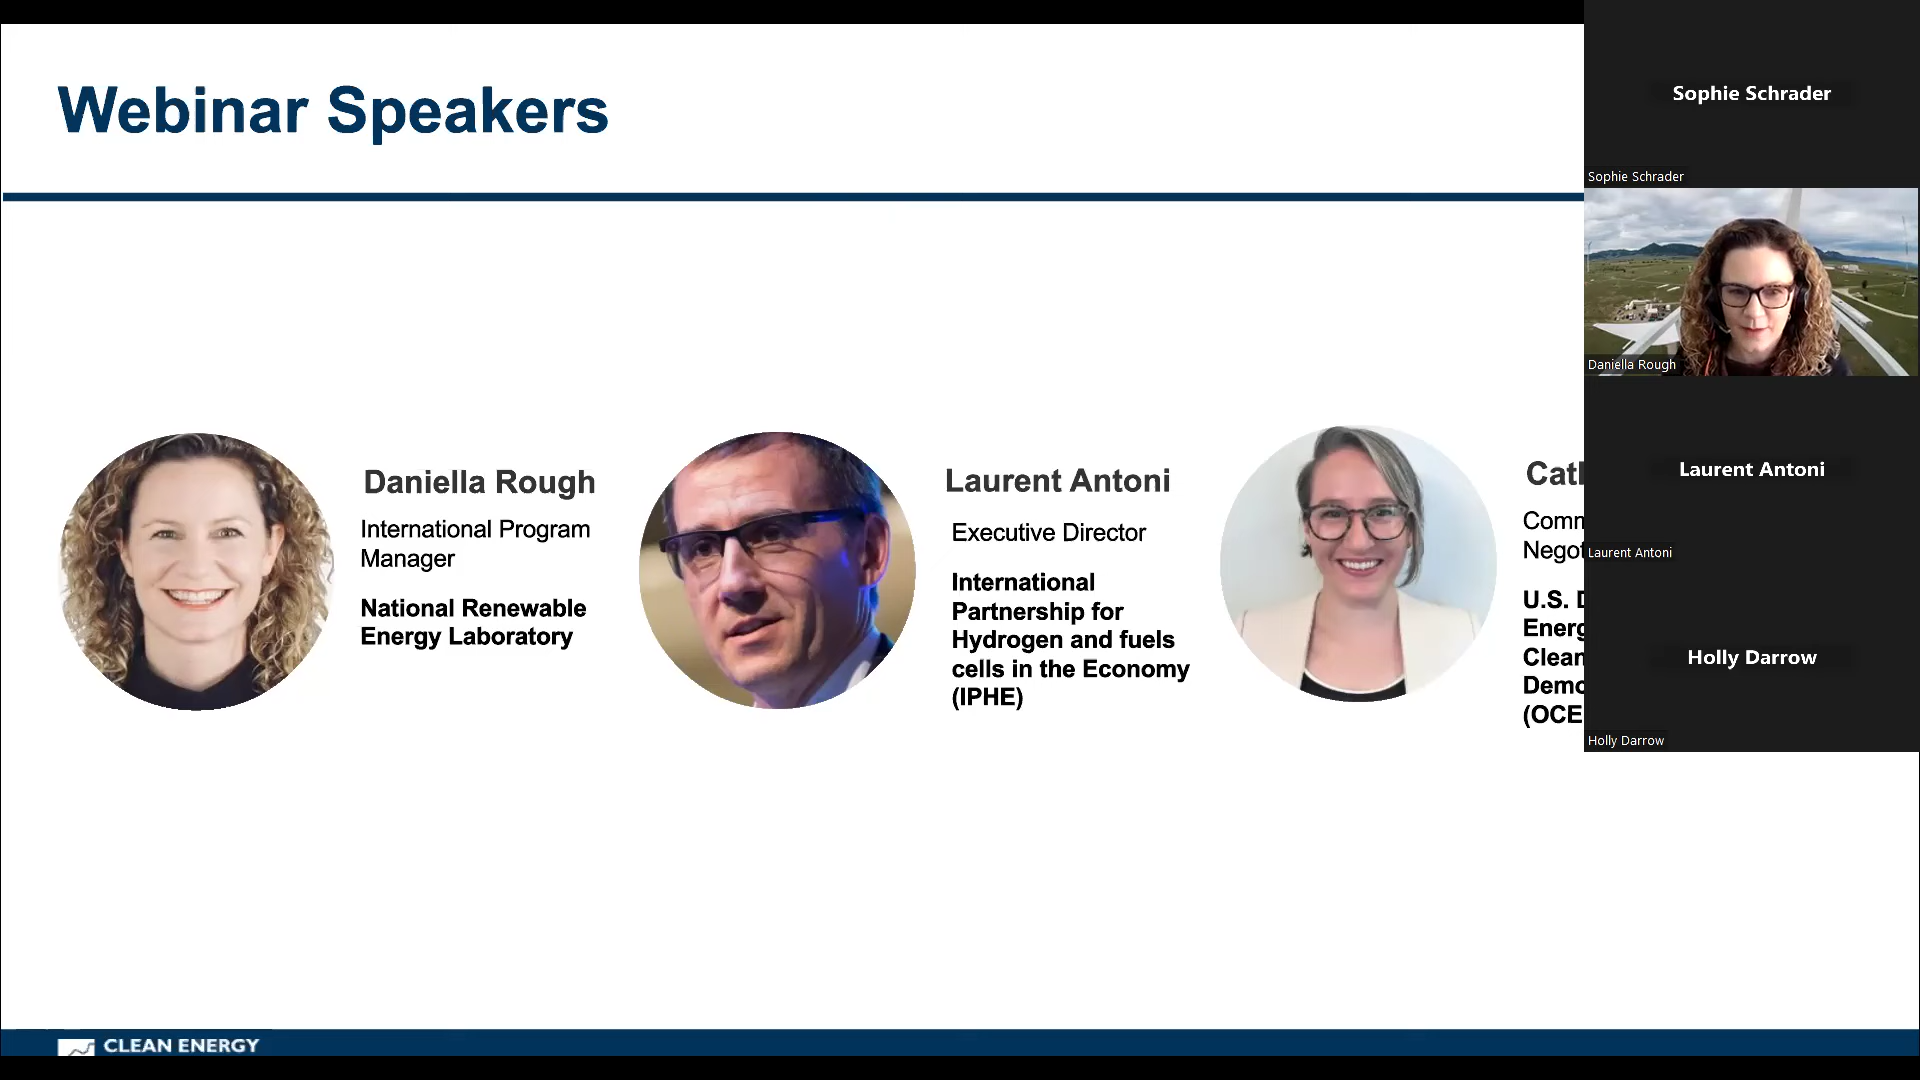 Webinar Speakers
Daniella Rough
International Program
Manager
National Renewable
Energy Laboratory
Laurent Antoni
Executive Director
International
Partnership for
Hydrogen and fuels
cells in the Economy
(IPHE)
U.S.
CLEAN ENERGY
Sophie Schrader
Sophie Schrader
Daniella Rough
Laurent Antoni
Laurent Antoni
Holly Darrow
Holly Darrow